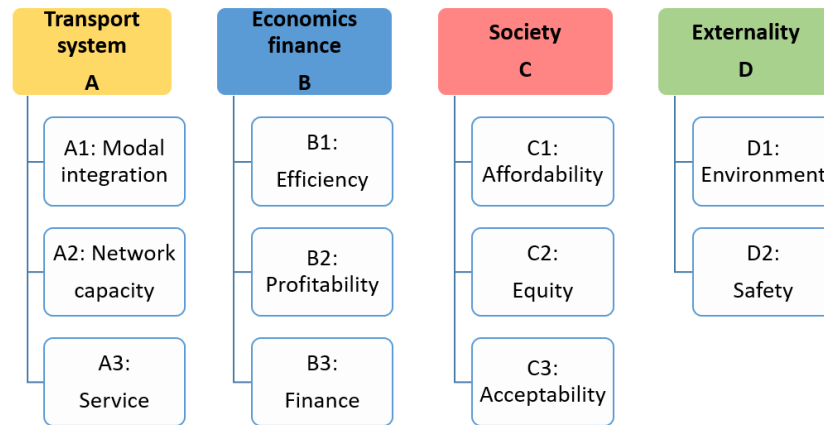 Transport
system
A
A1: Modal
integration
A2: Network
capacity
A3:
Service
Economics
finance
B
B1:
Efficiency
B2:
Profitability
B3:
Finance
Society
C
C1:
Affordability
C2:
Equity
C3:
Acceptability
Externality
D
D1:
Environment
D2:
Safety